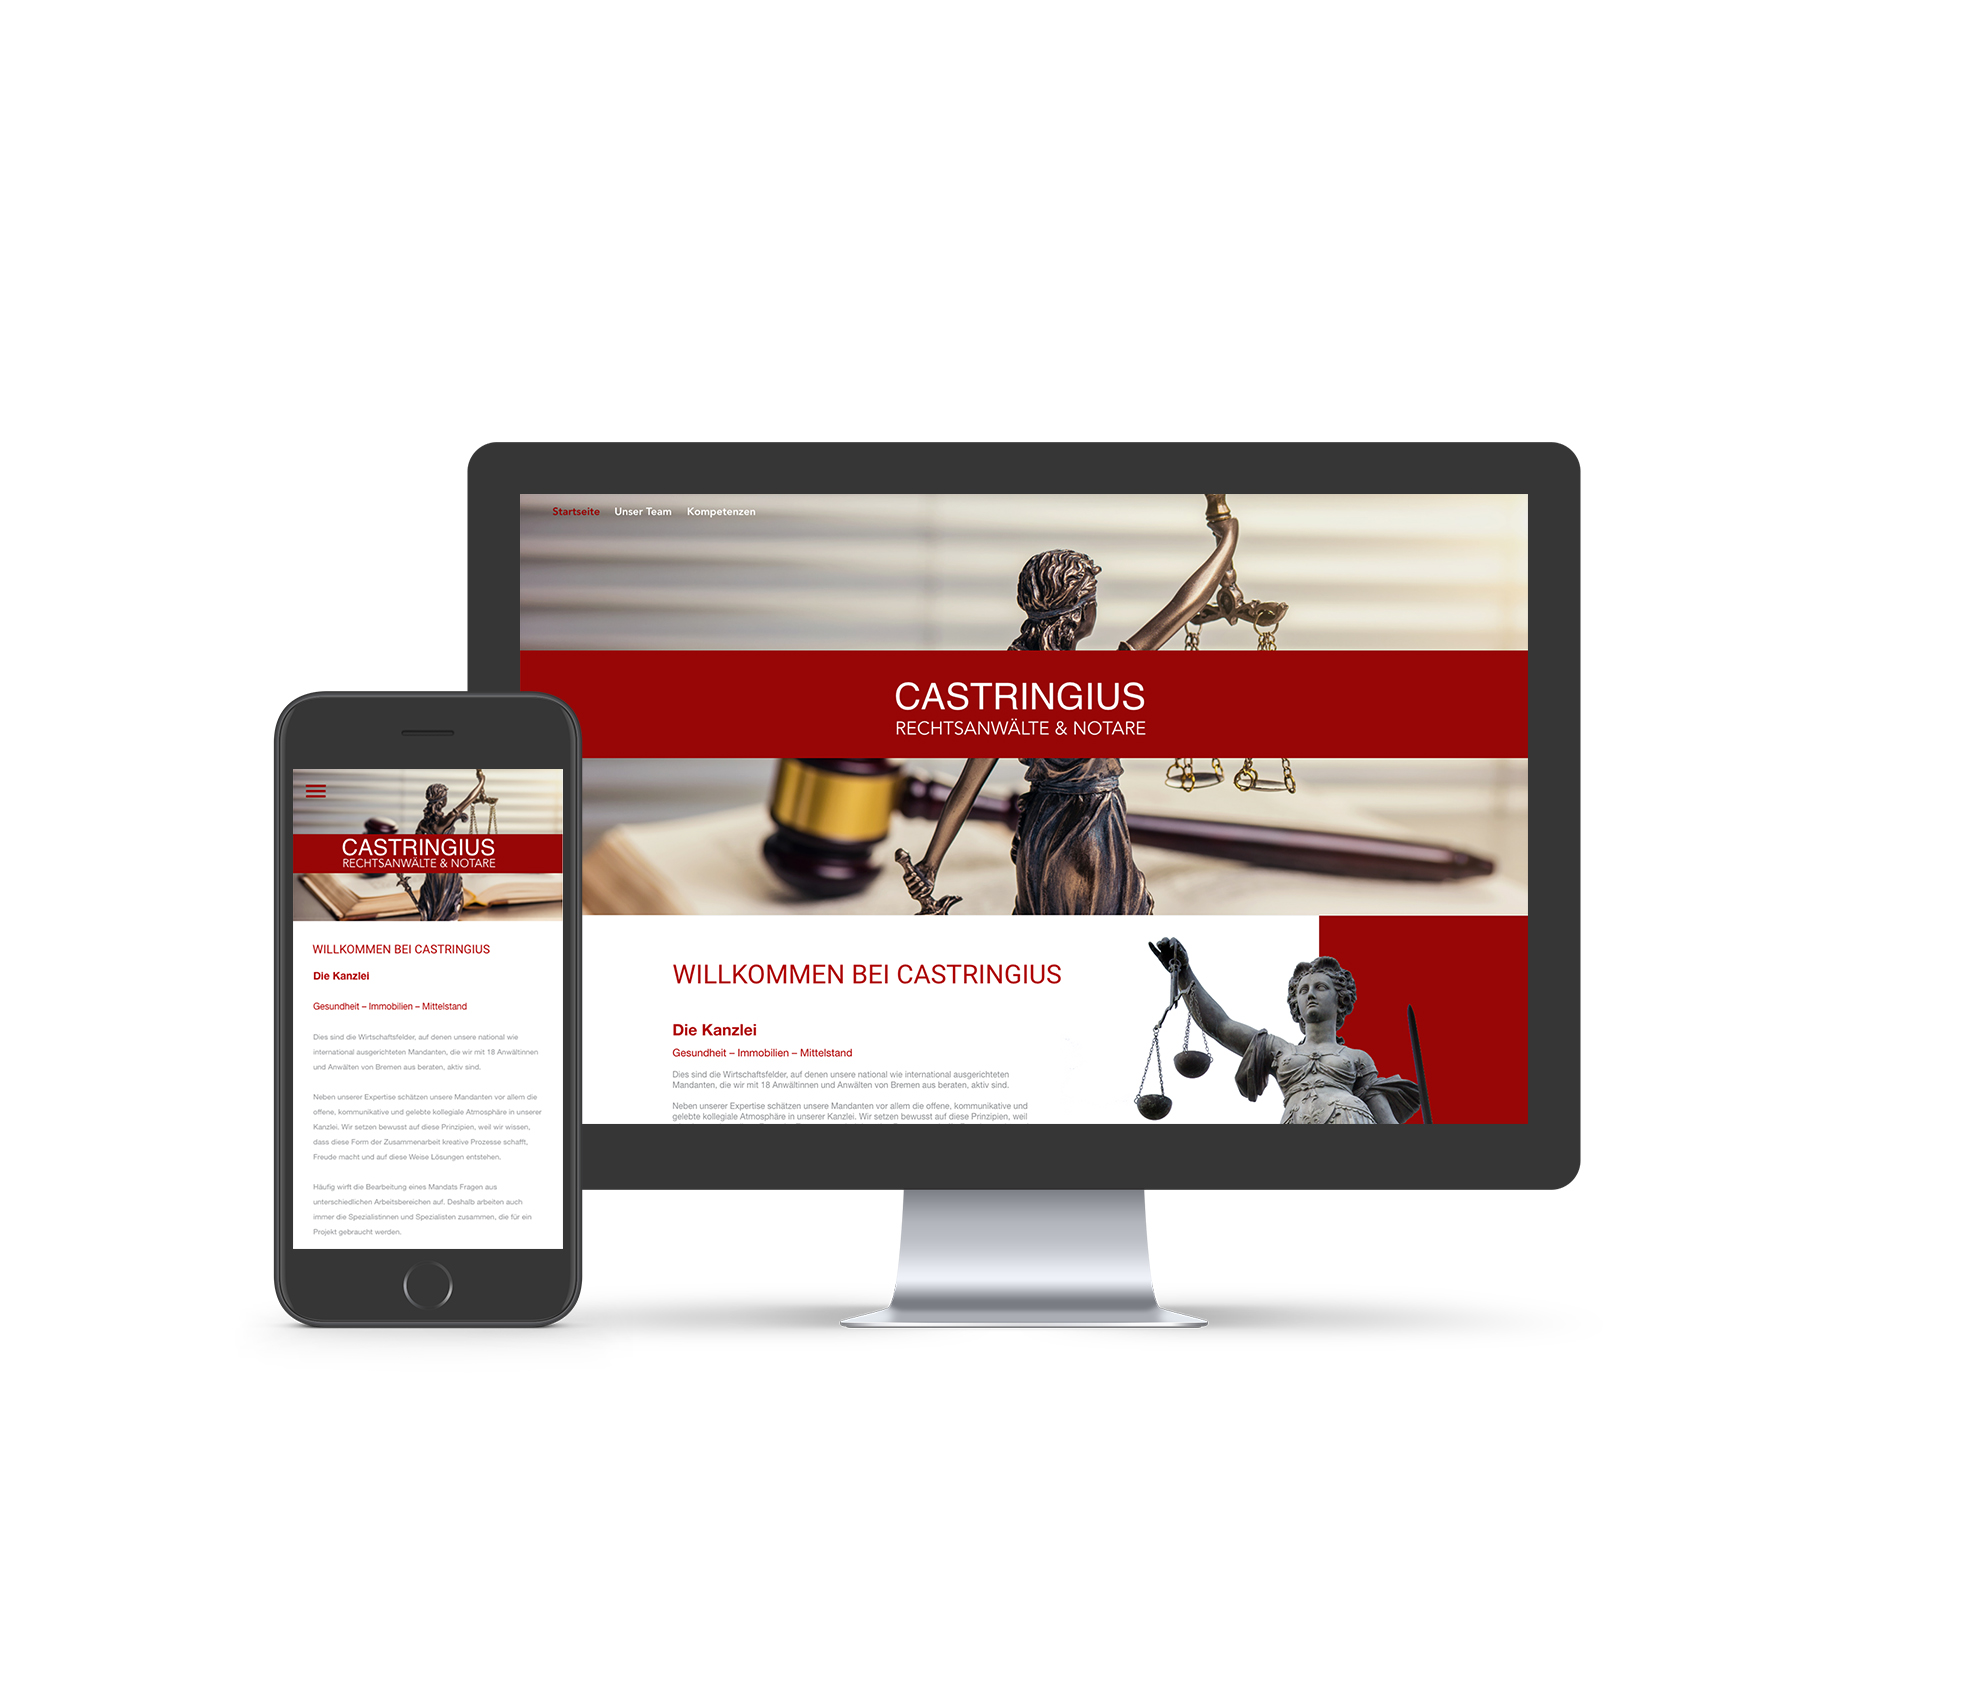 Startseite Unser Team Kompetenzen
CASTRINGIUS
RECHTSANWÄLTE & NOTARE
WILLKOMMEN BEI CASTRINGIUS
Die Kanzlei
Gesundheit – Immobilien – Mittelstand
Dies sind die Wirtschaftsfelder, auf denen unsere national wie international ausgerichteten
Mandanten, die wir mit 18 Anwältinnen und Anwälten von Bremen aus beraten, aktiv sind.
Neben unserer Expertise schätzen unsere Mandanten vor allem die offene, kommunikative und
gelebte kollegiale Atmosphäre in unserer Kanzlei. Wir setzen bewusst auf diese Prinzipien, weil
CASTRINGIUS
RECHTSANWÄLTE & NOTARE
WILLKOMMEN BEI CASTRINGIUS
Die Kanzlei
Gesundheit – Immobilien – Mittelstand
Dies sind die Wirtschaftsfelder, auf denen unsere national wie
international ausgerichteten Mandanten, die wir mit 18 Anwältinnen
und Anwälten von Bremen aus beraten, aktiv sind.
Neben unserer Expertise schätzen unsere Mandanten vor allem die
offene, kommunikative und gelebte kollegiale Atmosphäre in unserer
Kanzlei. Wir setzen bewusst auf diese Prinzipien, weil wir wissen,
dass diese Form der Zusammenarbeit kreative Prozesse schafft,
Freude macht und auf diese Weise Lösungen entstehen.
Häufig wirft die Bearbeitung eines Mandats Fragen aus
unterschiedlichen Arbeitsbereichen auf. Deshalb arbeiten auch
immer die Spezialistinnen und Spezialisten zusammen, die für ein
Projekt gebraucht werden.